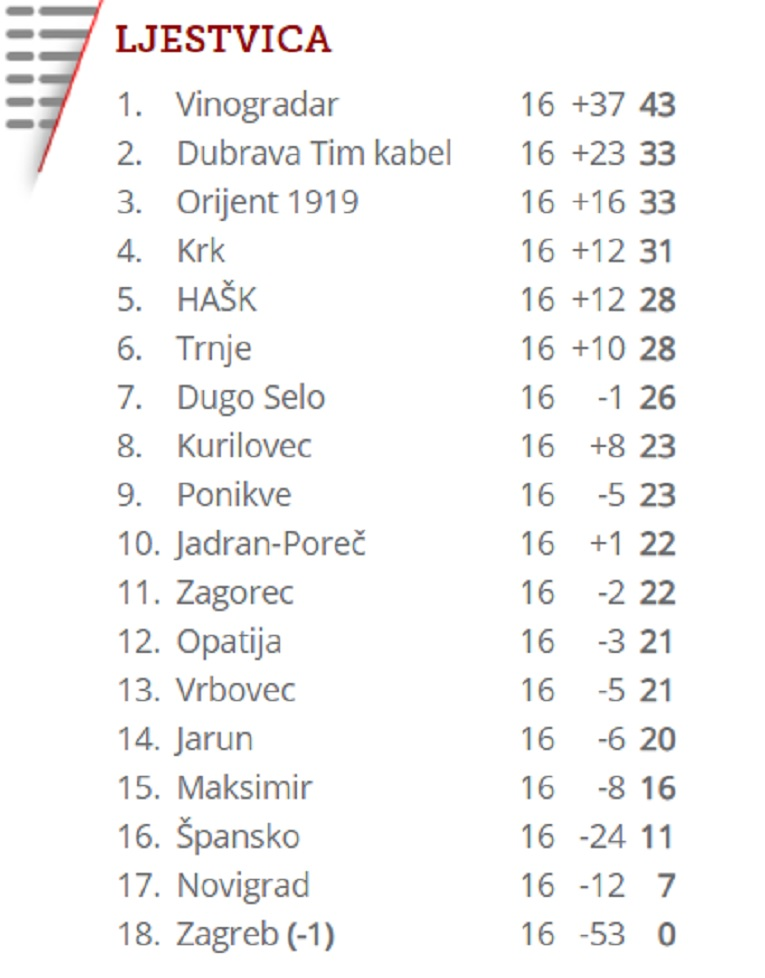 LJESTVICA
1. Vinogradar 16 +37 43
2. Dubrava Tim kabel 16 +23 33
3. Orijent 1919 16 +16 33
4. Krk 16 +12 31
5. HAŠK 16 +12 28
6. Trnje 16 +10 28
7. Dugo Selo 16 -1 26
8. Kurilovec 16 +8 23
9. Ponikve 16 -5 23
10. Jadran-Poreč 16 +1 22
11. Zagorec 16 -2 22
12. Opatija 16 -3 21
13. Vrbovec 16 -5 21
14. Jarun 16 -6 20
15. Maksimir 16 -8 16
16. Špansko 16 -24 11
17. Novigrad 16 -12 7
18. Zagreb (-1) 16 -53 0